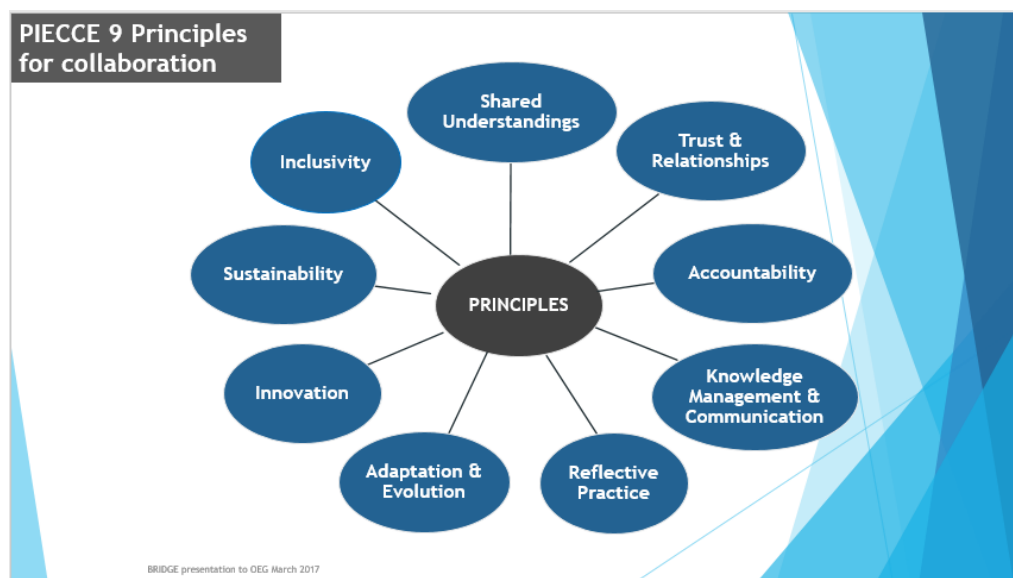 PIECCE 9 Principles
for collaboration
Shared
Understandings
Trust &
Relationships
Accountability
Knowledge
Management &
Communication
Reflective
Practice
Adaptation &
Evolution
Innovation
Sustainability
Inclusivity
PRINCIPLES
BRIDGE presentation to OEG March 2017